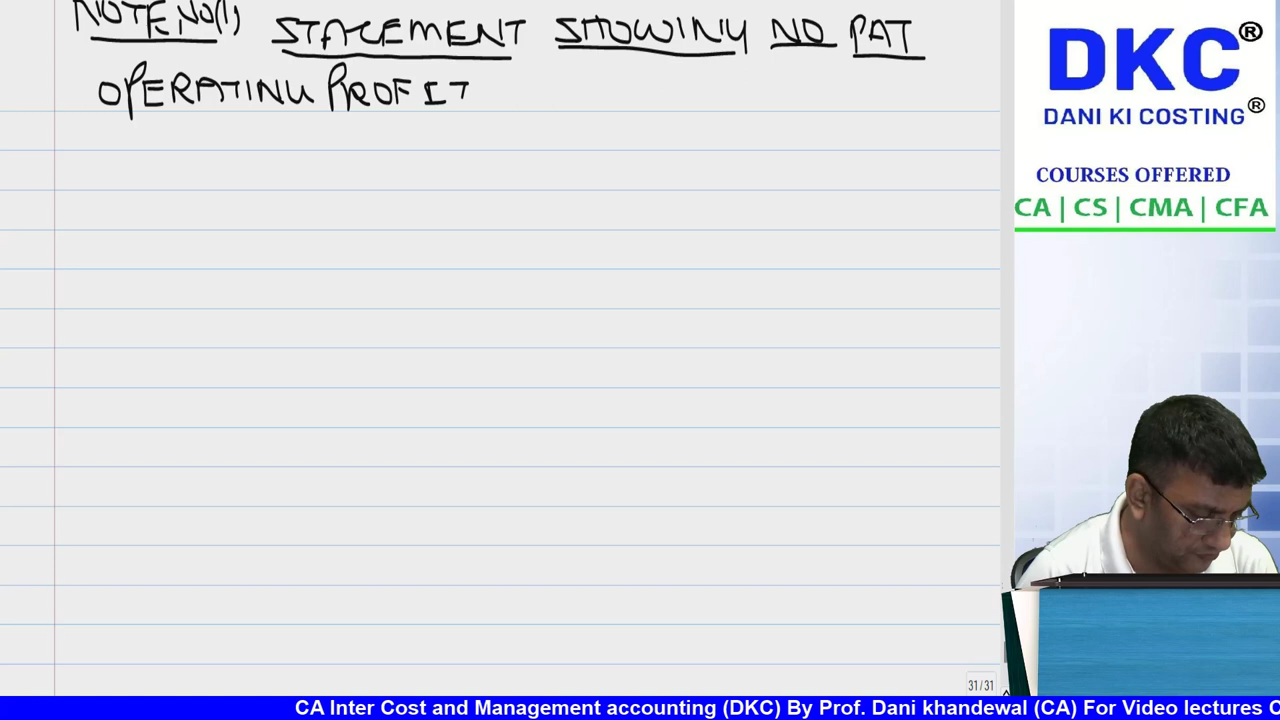 NOTE NO(1) STATEMENT SHOWING NO PAT
OPERATING PROFIT
DKC®
DANI KI COSTING®
COURSES OFFERED
CA | CS | CMA | CFA
31/31
CA Inter Cost and Management accounting (DKC) By Prof. Dani khandewal (CA) For Video lectures C